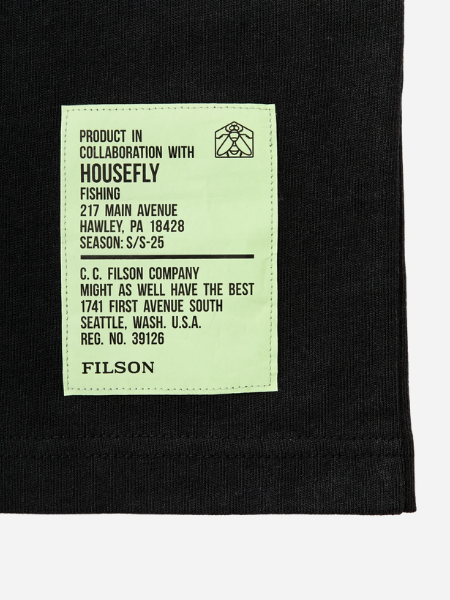 PRODUCT IN
COLLABORATION WITH
HOUSEFLY
FISHING
217 MAIN AVENUE
HAWLEY, PA 18428
SEASON: S/S-25
C. C. FILSON COMPANY
MIGHT AS WELL HAVE THE BEST
1741 FIRST AVENUE SOUTH
SEATTLE, WASH. U.S.A.
REG. NO. 39126
FILSON